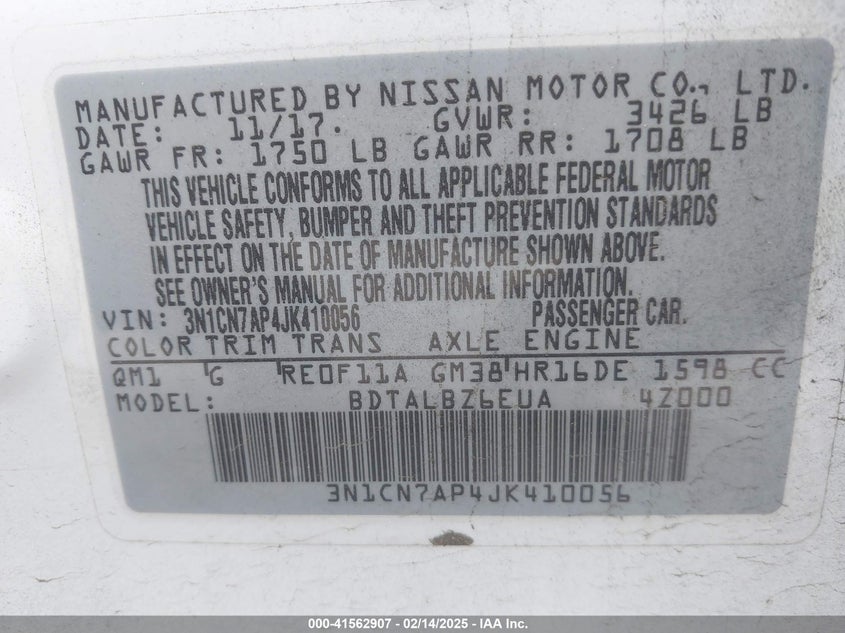 MANUFACTURED BY NISSAN MOTOR CO., LTD.
DATE: 11/17. GVWR: 3426 LB
GAWR FR: 1750 LB GAWR RR: 1708 LB
THIS VEHICLE CONFORMS TO ALL APPLICABLE FEDERAL MOTOR
VEHICLE SAFETY, BUMPER AND THEFT PREVENTION STANDARDS
IN EFFECT ON THE DATE OF MANUFACTURE SHOWN ABOVE.
SEE OWNER'S MANUAL FOR ADDITIONAL INFORMATION.
VIN: 3N1CN7AP4JK410056 PASSENGER CAR.
COLOR TRIM TRANS AXLE ENGINE
QM1 'G 'RE0F11A GM38'HR16DE 1598 CC
MODEL: BDTALBZ6EUA 4Z000
3N1CN7AP4JK410056
000-41562907 - 02/14/2025 - IAA Inc.